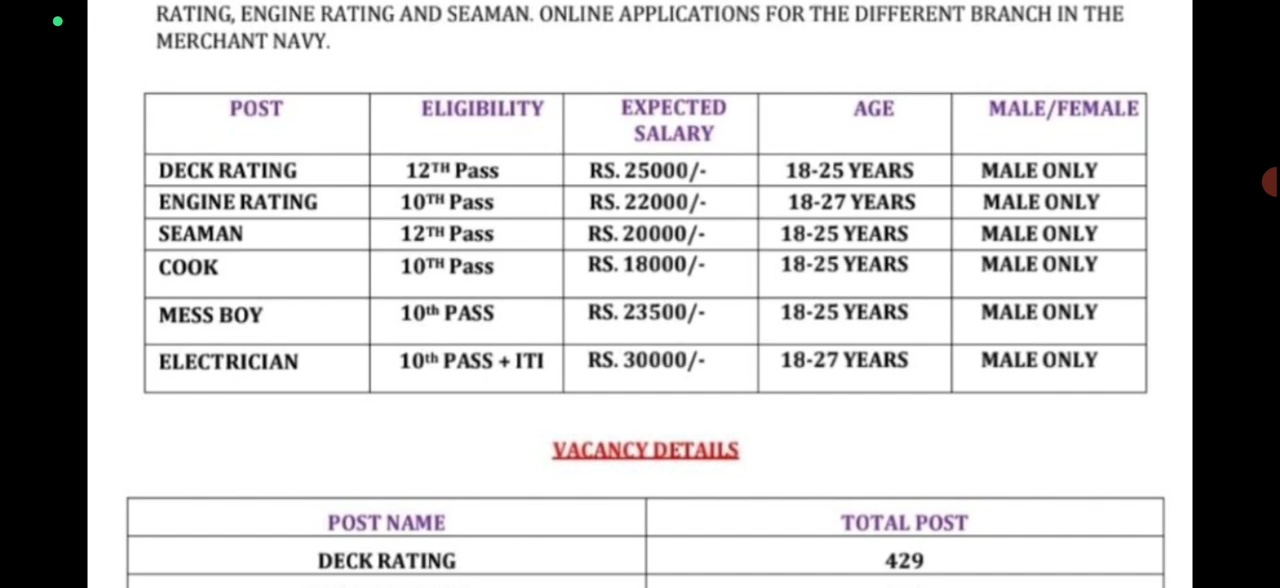 RATING, ENGINE RATING AND SEAMAN. ONLINE APPLICATIONS FOR THE DIFFERENT BRANCH IN THE
MERCHANT NAVY.
POST ELIGIBILITY EXPECTED SALARY AGE MALE/FEMALE
DECK RATING 12TH Pass RS. 25000/- 18-25 YEARS MALE ONLY
ENGINE RATING 10TH Pass RS. 22000/- 18-27 YEARS MALE ONLY
SEAMAN 12TH Pass RS. 20000/- 18-25 YEARS MALE ONLY
COOK 10TH Pass RS. 18000/- 18-25 YEARS MALE ONLY
MESS BOY 10th PASS RS. 23500/- 18-25 YEARS MALE ONLY
ELECTRICIAN 10th PASS + ITI RS. 30000/- 18-27 YEARS MALE ONLY
VACANCY DETAILS
POST NAME TOTAL POST
DECK RATING 429